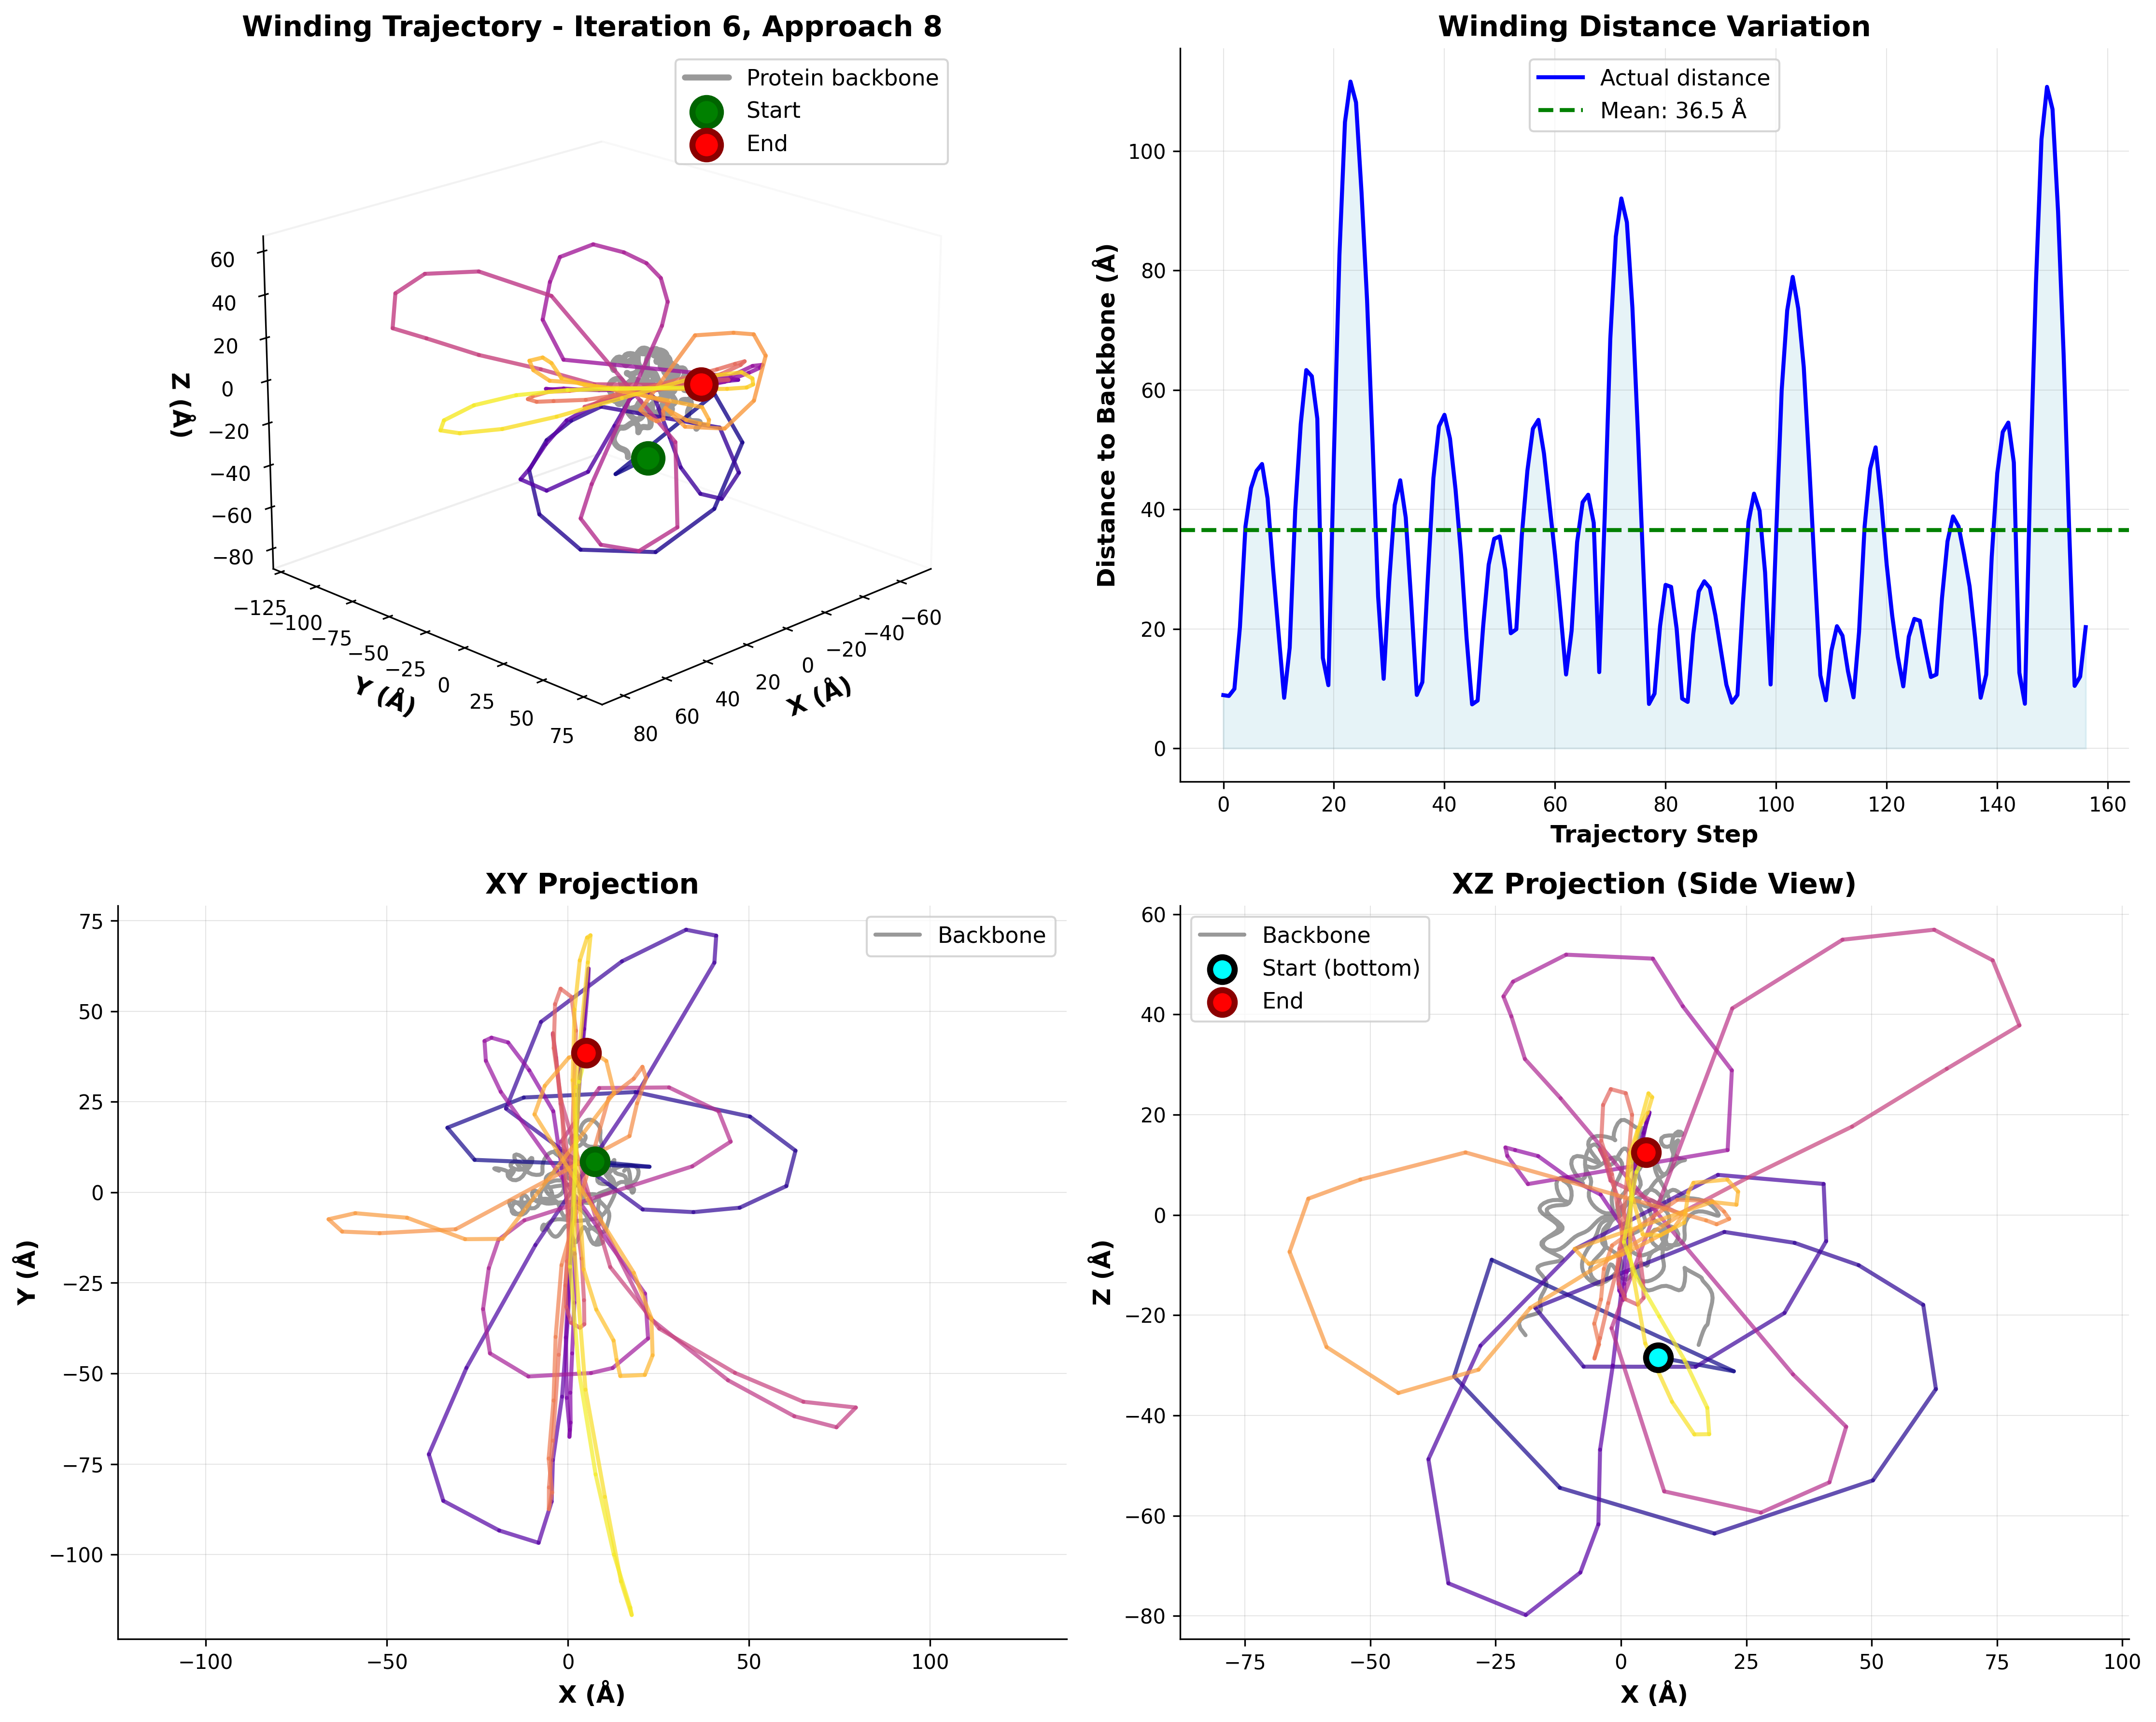 Winding Trajectory - Iteration 6, Approach 8
Protein backbone
Start
End
60
40
20
0
−20
−40
−60
−80
Z (Å)
−125
−100
−75
−50
−25
0
25
50
75
Y (Å)
80
60
40
20
0
−20
−40
−60
X (Å)
Winding Distance Variation
Actual distance
Mean: 36.5 Å
100
80
60
40
20
0
Distance to Backbone (Å)
0 20 40 60 80 100 120 140 160
Trajectory Step
XY Projection
Backbone
75
50
25
0
−25
−50
−75
−100
Y (Å)
−100 −50 0 50 100
X (Å)
XZ Projection (Side View)
Backbone
Start (bottom)
End
60
40
20
0
−20
−40
−60
−80
Z (Å)
−75 −50 −25 0 25 50 75 100
X (Å)